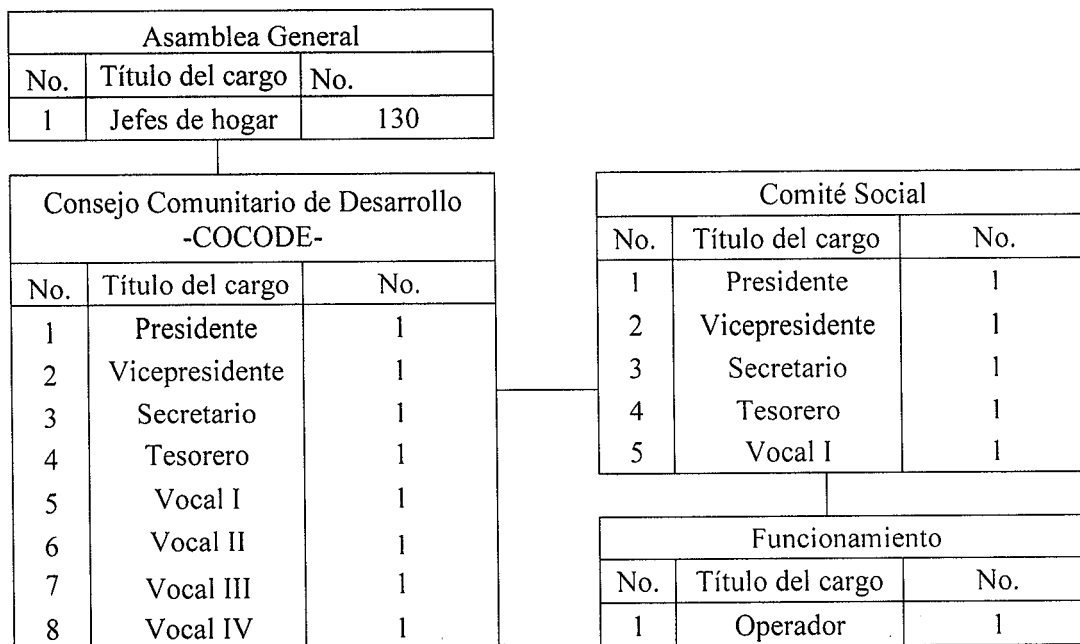 Asamblea General
No. Título del cargo No.
1 Jefes de hogar 130
Consejo Comunitario de Desarrollo
-COCODE-
No. Título del cargo No.
1 Presidente 1
2 Vicepresidente 1
3 Secretario 1
4 Tesorero 1
5 Vocal I 1
6 Vocal II 1
7 Vocal III 1
8 Vocal IV 1
Comité Social
No. Título del cargo No.
1 Presidente 1
2 Vicepresidente 1
3 Secretario 1
4 Tesorero 1
5 Vocal I 1
Funcionamiento
No. Título del cargo No.
1 Operador 1